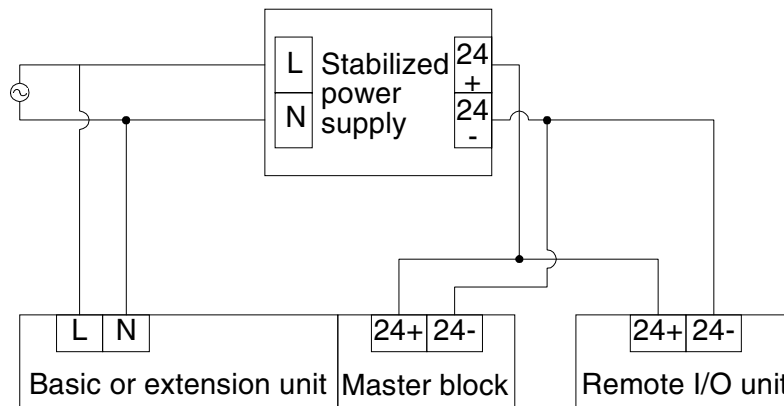 L
N
Stabilized
power
supply
24
+
24
-
L N
24+ 24-
24+ 24-
Basic or extension unit
Master block
Remote I/O unit